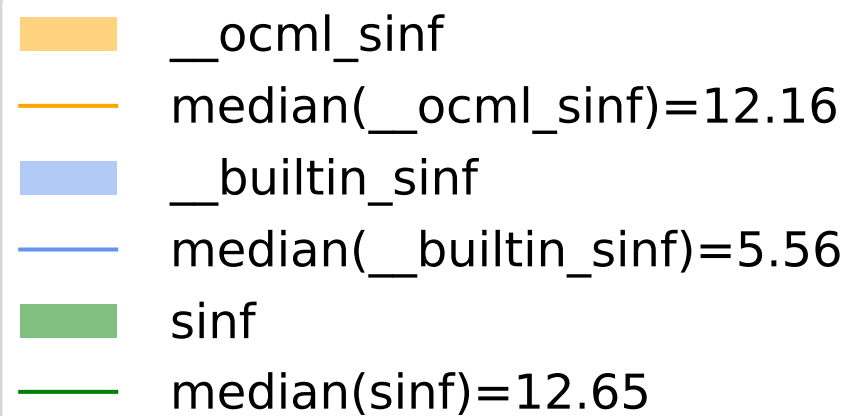 __ocml_sinf
median(__ocml_sinf)=12.16
__builtin_sinf
median(__builtin_sinf)=5.56
sinf
median(sinf)=12.65